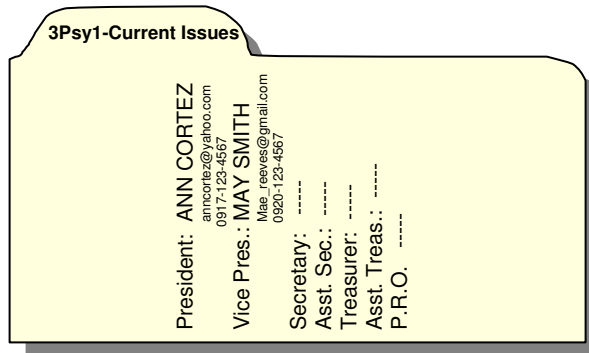 3Psy1-Current Issues
President: ANN CORTEZ
anncortez@yahoo.com
0917-123-4567
Vice Pres.: MAY SMITH
Mae_reeves@gmail.com
0920-123-4567
Secretary: -----
Asst. Sec.: -----
Treasurer: -----
Asst. Treas.: -----
P.R.O. -----